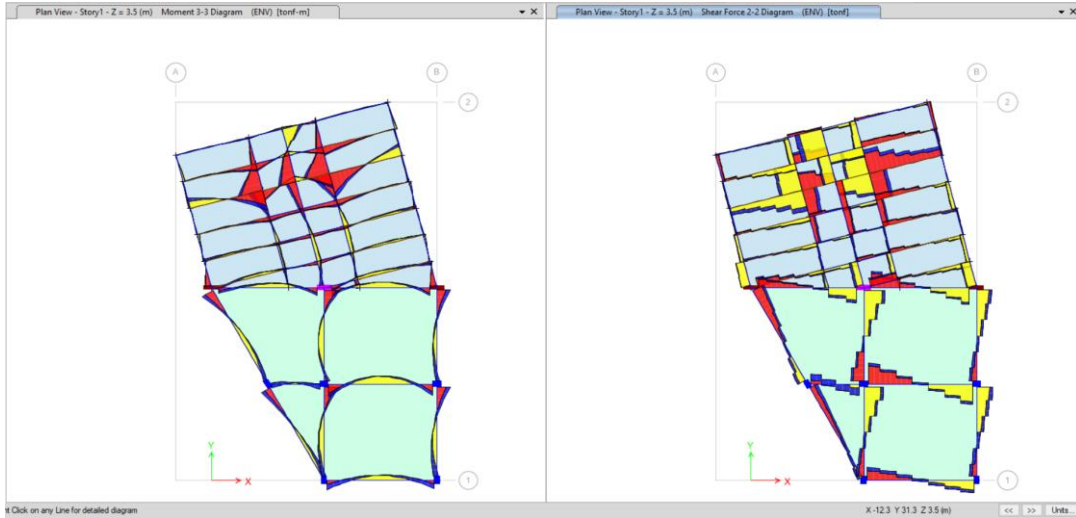 Plan View - Story1 - Z = 3.5 (m) Moment 3-3 Diagram (ENV) [tonf-m]
Plan View - Story1 - Z = 3.5 (m) Shear Force 2-2 Diagram (ENV) [tonf]
A
B
2
Y
X
1
A
B
2
Y
X
1
nt Click on any Line for detailed diagram
X -12.3 Y 31.3 Z 3.5 (m)
<<
>>
Units...